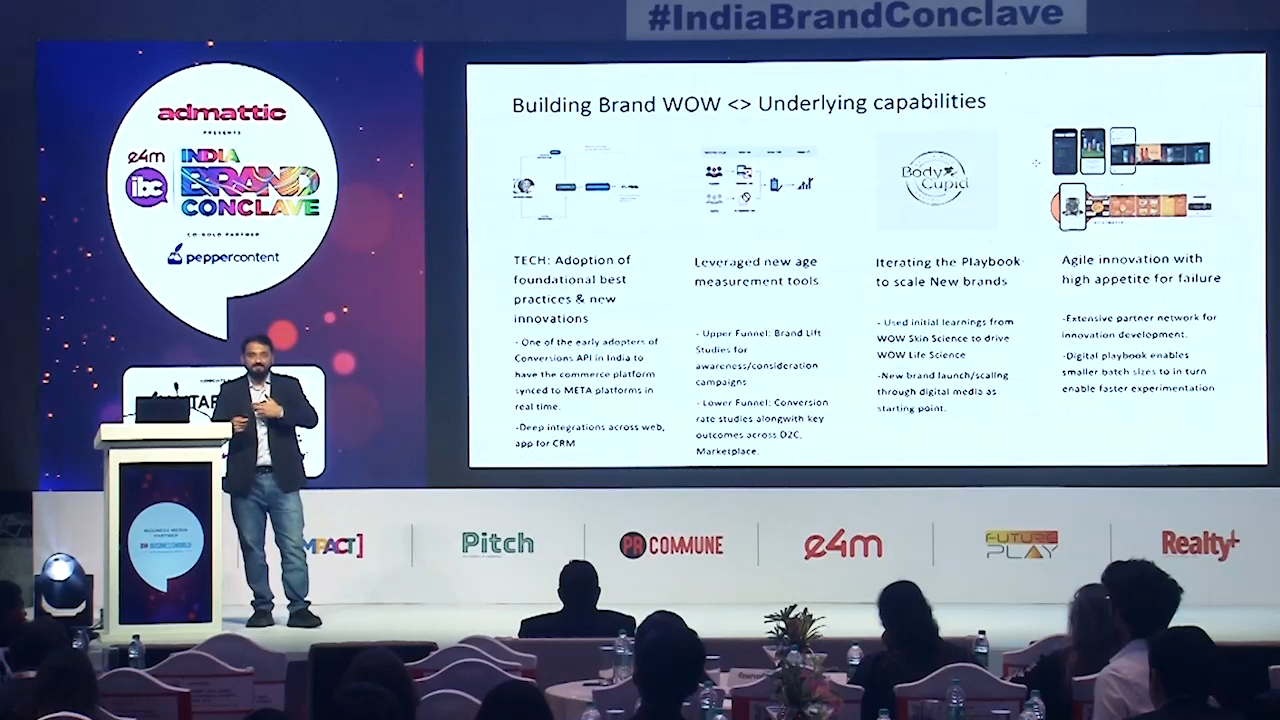 #IndiaBrandConclave
admattic
PRESENTS
e4m
ibc
INDIA
BRAND
CONCLAVE
CO-GOLD PARTNER
peppercontent
Building Brand WOW <> Underlying capabilities
Body Cupid
TECH: Adoption of
foundational best
practices & new
innovations
- One of the early adopters of
Conversions API in India to
have the commerce platform
synced to META platforms in
real time.
-Deep integrations across web,
app for CRM
Leveraged new age
measurement tools
- Upper Funnel: Brand Lift
Studies for
awareness/consideration
campaigns
- Lower Funnel: Conversion
rate studies alongwith key
outcomes across D2C,
Marketplace.
Iterating the Playbook
to scale New brands
- Used initial learnings from
WOW Skin Science to drive
WOW Life Science
-New brand launch/scaling
through digital media as
starting point.
Agile innovation with
high appetite for failure
-Extensive partner network for
innovation development.
-Digital playbook enables
smaller batch sizes to in turn
enable faster experimentation
BUSINESS MEDIA
PARTNER
BW BUSINESSWORLD
MPACT]
Pitch
PR COMMUNE
e4m
FUTURE
PLAY
Realty+